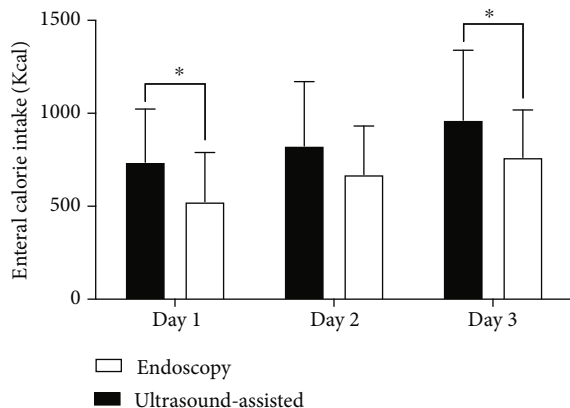 Enteral calorie intake (Kcal)
1500
1000
500
0
*
*
Day 1
Day 2
Day 3
Endoscopy
Ultrasound-assisted